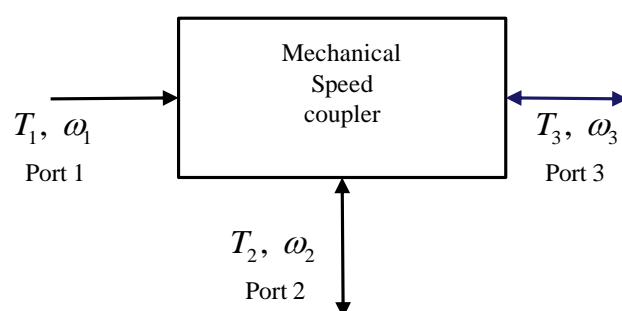 Mechanical
Speed
coupler
T₁, ω₁
Port 1
T₃, ω₃
Port 3
T₂, ω₂
Port 2